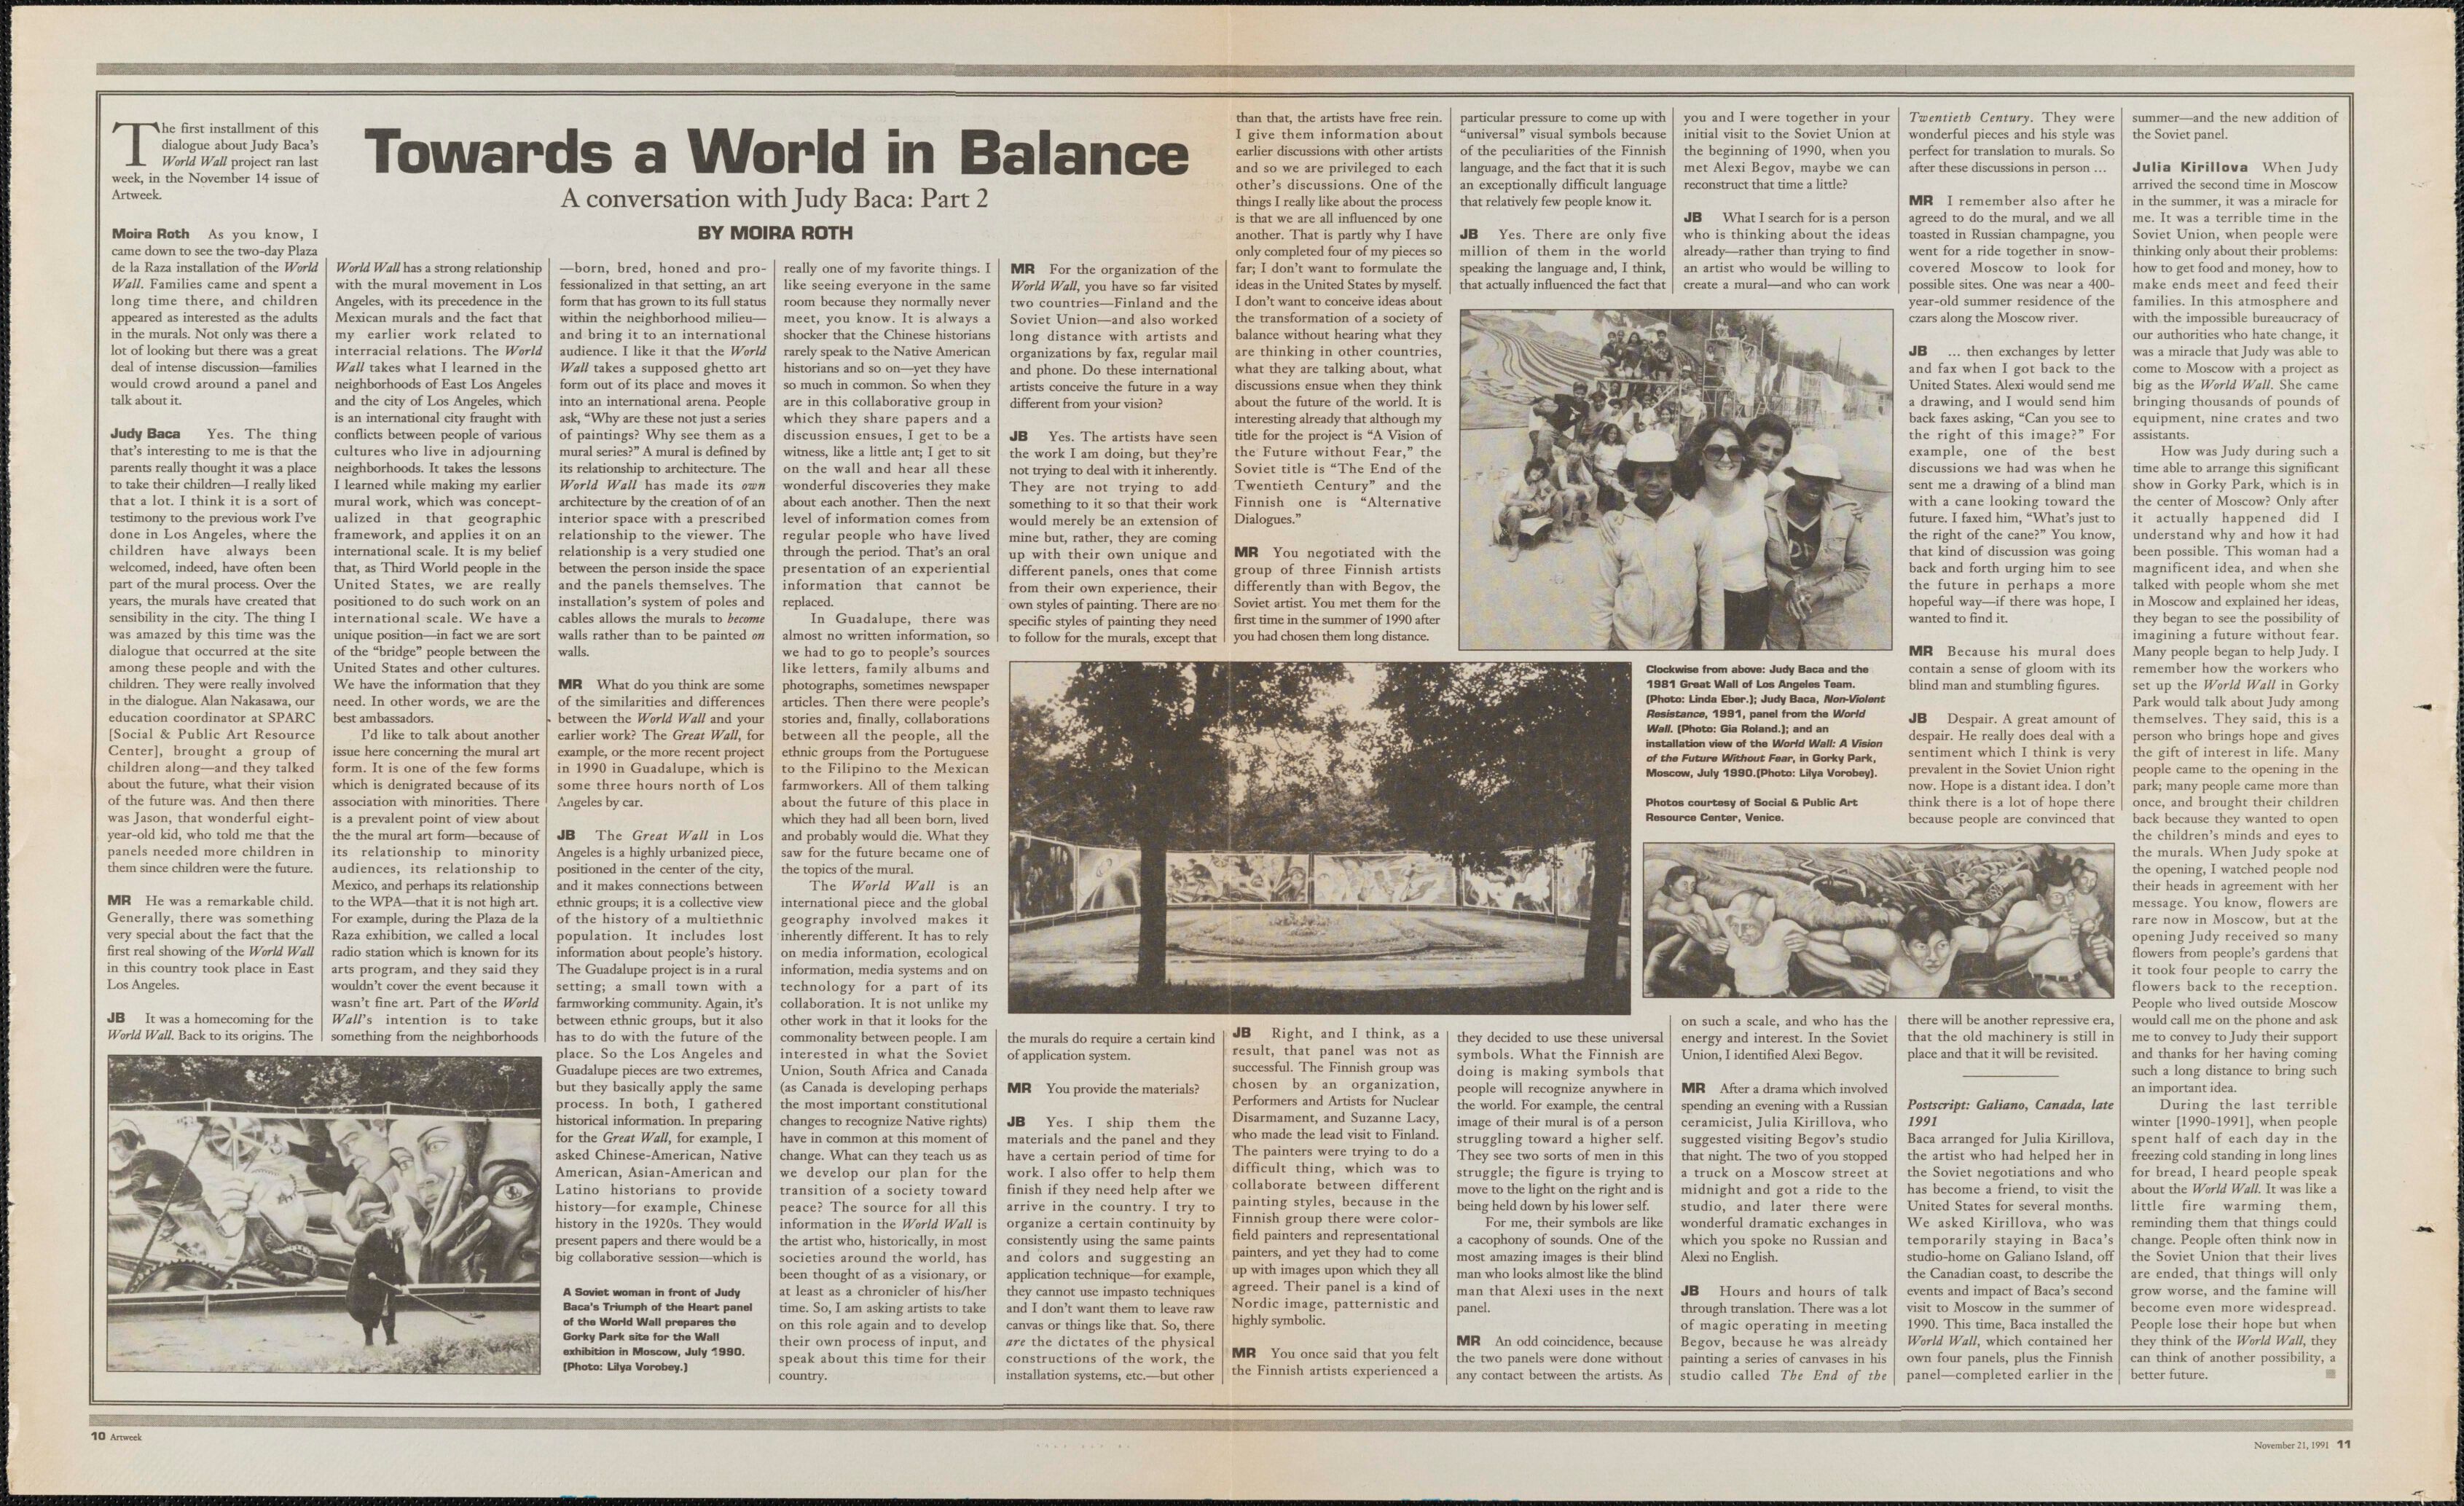 The first installment of this
dialogue about Judy Baca's
World Wall project ran last
week, in the November 14 issue of
Artweek.
Towards a World in Balance
A conversation with Judy Baca: Part 2
BY MOIRA ROTH
Moira Roth As you know, I
came down to see the two-day Plaza
de la Raza installation of the World
Wall. Families came and spent a
long time there, and children
appeared as interested as the adults
in the murals. Not only was there a
lot of looking but there was a great
deal of intense discussion—families
would crowd around a panel and
talk about it.
Judy Baca Yes. The thing
that's interesting to me is that the
parents really thought it was a place
to take their children—I really liked
that a lot. I think it is a sort of
testimony to the previous work I've
done in Los Angeles, where the
children have always been
welcomed, indeed, have often been
part of the mural process. Over the
years, the murals have created that
sensibility in the city. The thing I
was amazed by this time was the
dialogue that occurred at the site
among these people and with the
children. They were really involved
in the dialogue. Alan Nakasawa, our
education coordinator at SPARC
[Social & Public Art Resource
Center], brought a group of
children along—and they talked
about the future, what their vision
of the future was. And then there
was Jason, that wonderful eight-
year-old kid, who told me that the
panels needed more children in
them since children were the future.
MR He was a remarkable child.
Generally, there was something
very special about the fact that the
first real showing of the World Wall
in this country took place in East
Los Angeles.
JB It was a homecoming for the
World Wall. Back to its origins. The
World Wall has a strong relationship
with the mural movement in Los
Angeles, with its precedence in the
Mexican murals and the fact that
my earlier work related to
interracial relations. The World
Wall takes what I learned in the
neighborhoods of East Los Angeles
and the city of Los Angeles, which
is an international city fraught with
conflicts between people of various
cultures who live in adjourning
neighborhoods. It takes the lessons
I learned while making my earlier
mural work, which was concept-
ualized in that geographic
framework, and applies it on an
international scale. It is my belief
that, as Third World people in the
United States, we are really
positioned to do such work on an
international scale. We have a
unique position—in fact we are sort
of the "bridge" people between the
United States and other cultures.
We have the information that they
need. In other words, we are the
best ambassadors.
I'd like to talk about another
issue here concerning the mural art
form. It is one of the few forms
which is denigrated because of its
association with minorities. There
is a prevalent point of view about
the the mural art form—because of
its relationship to minority
audiences, its relationship to
Mexico, and perhaps its relationship
to the WPA—that it is not high art.
For example, during the Plaza de la
Raza exhibition, we called a local
radio station which is known for its
arts program, and they said they
wouldn't cover the event because it
wasn't fine art. Part of the World
Wall's intention is to take
something from the neighborhoods
—born, bred, honed and pro-
fessionalized in that setting, an art
form that has grown to its full status
within the neighborhood milieu—
and bring it to an international
audience. I like it that the World
Wall takes a supposed ghetto art
form out of its place and moves it
into an international arena. People
ask, "Why are these not just a series
of paintings? Why see them as a
mural series?" A mural is defined by
its relationship to architecture. The
World Wall has made its own
architecture by the creation of of an
interior space with a prescribed
relationship to the viewer. The
relationship is a very studied one
between the person inside the space
and the panels themselves. The
installation's system of poles and
cables allows the murals to become
walls rather than to be painted on
walls.
MR What do you think are some
of the similarities and differences
between the World Wall and your
earlier work? The Great Wall, for
example, or the more recent project
in 1990 in Guadalupe, which is
some three hours north of Los
Angeles by car.
JB The Great Wall in Los
Angeles is a highly urbanized piece,
positioned in the center of the city,
and it makes connections between
ethnic groups; it is a collective view
of the history of a multiethnic
population. It includes lost
information about people's history.
The Guadalupe project is in a rural
setting; a small town with a
farmworking community. Again, it's
between ethnic groups, but it also
has to do with the future of the
place. So the Los Angeles and
Guadalupe pieces are two extremes,
but they basically apply the same
process. In both, I gathered
historical information. In preparing
for the Great Wall, for example, I
asked Chinese-American, Native
American, Asian-American and
Latino historians to provide
history—for example, Chinese
history in the 1920s. They would
present papers and there would be a
big collaborative session—which is
A Soviet woman in front of Judy
Baca's Triumph of the Heart panel
of the World Wall prepares the
Gorky Park site for the Wall
exhibition in Moscow, July 1990.
(Photo: Lilya Vorobey.)
really one of my favorite things. I
like seeing everyone in the same
room because they normally never
meet, you know. It is always a
shocker that the Chinese historians
rarely speak to the Native American
historians and so on—yet they have
so much in common. So when they
are in this collaborative group in
which they share papers and a
discussion ensues, I get to be a
witness, like a little ant; I get to sit
on the wall and hear all these
wonderful discoveries they make
about each another. Then the next
level of information comes from
regular people who have lived
through the period. That's an oral
presentation of an experiential
information that cannot be
replaced.
In Guadalupe, there was
almost no written information, so
we had to go to people's sources
like letters, family albums and
photographs, sometimes newspaper
articles. Then there were people's
stories and, finally, collaborations
between all the people, all the
ethnic groups from the Portuguese
to the Filipino to the Mexican
farmworkers. All of them talking
about the future of this place in
which they had all been born, lived
and probably would die. What they
saw for the future became one of
the topics of the mural.
The World Wall is an
international piece and the global
geography involved makes it
inherently different. It has to rely
on media information, ecological
information, media systems and on
technology for a part of its
collaboration. It is not unlike my
other work in that it looks for the
commonality between people. I am
interested in what the Soviet
Union, South Africa and Canada
(as Canada is developing perhaps
the most important constitutional
changes to recognize Native rights)
have in common at this moment of
change. What can they teach us as
we develop our plan for the
transition of a society toward
peace? The source for all this
information in the World Wall is
the artist who, historically, in most
societies around the world, has
been thought of as a visionary, or
at least as a chronicler of his/her
time. So, I am asking artists to take
on this role again and to develop
their own process of input, and
speak about this time for their
country.
MR For the organization of the
World Wall, you have so far visited
two countries—Finland and the
Soviet Union—and also worked
long distance with artists and
organizations by fax, regular mail
and phone. Do these international
artists conceive the future in a way
different from your vision?
JB Yes. The artists have seen
the work I am doing, but they're
not trying to deal with it inherently.
They are not trying to add
something to it so that their work
would merely be an extension of
mine but, rather, they are coming
up with their own unique and
different panels, ones that come
from their own experience, their
own styles of painting. There are no
specific styles of painting they need
to follow for the murals, except that
the murals do require a certain kind
of application system.
MR You provide the materials?
JB Yes. I ship them the
materials and the panel and they
have a certain period of time for
work. I also offer to help them
finish if they need help after we
arrive in the country. I try to
organize a certain continuity by
consistently using the same paints
and colors and suggesting an
application technique—for example,
they cannot use impasto techniques
and I don't want them to leave raw
canvas or things like that. So, there
are the dictates of the physical
constructions of the work, the
installation systems, etc.—but other
than that, the artists have free rein.
I give them information about
earlier discussions with other artists
and so we are privileged to each
other's discussions. One of the
things I really like about the process
is that we are all influenced by one
another. That is partly why I have
only completed four of my pieces so
far; I don't want to formulate the
ideas in the United States by myself.
I don't want to conceive ideas about
the transformation of a society of
balance without hearing what they
are thinking in other countries,
what they are talking about, what
discussions ensue when they think
about the future of the world. It is
interesting already that although my
title for the project is "A Vision of
the Future without Fear," the
Soviet title is "The End of the
Twentieth Century" and the
Finnish one is "Alternative
Dialogues."
MR You negotiated with the
group of three Finnish artists
differently than with Begov, the
Soviet artist. You met them for the
first time in the summer of 1990 after
you had chosen them long distance.
JB Right, and I think, as a
result, that panel was not as
successful. The Finnish group was
chosen by an organization,
Performers and Artists for Nuclear
Disarmament, and Suzanne Lacy,
who made the lead visit to Finland.
The painters were trying to do a
difficult thing, which was to
collaborate between different
painting styles, because in the
Finnish group there were color-
field painters and representational
painters, and yet they had to come
up with images upon which they all
agreed. Their panel is a kind of
Nordic image, patternistic and
highly symbolic.
MR You once said that you felt
the Finnish artists experienced a
particular pressure to come up with
"universal" visual symbols because
of the peculiarities of the Finnish
language, and the fact that it is such
an exceptionally difficult language
that relatively few people know it.
JB Yes. There are only five
million of them in the world
speaking the language and, I think,
that actually influenced the fact that
they decided to use these universal
symbols. What the Finnish are
doing is making symbols that
people will recognize anywhere in
the world. For example, the central
image of their mural is of a person
struggling toward a higher self.
They see two sorts of men in this
struggle; the figure is trying to
move to the light on the right and is
being held down by his lower self.
For me, their symbols are like
a cacophony of sounds. One of the
most amazing images is their blind
man who looks almost like the blind
man that Alexi uses in the next
panel.
MR An odd coincidence, because
the two panels were done without
any contact between the artists. As
you and I were together in your
initial visit to the Soviet Union at
the beginning of 1990, when you
met Alexi Begov, maybe we can
reconstruct that time a little?
JB What I search for is a person
who is thinking about the ideas
already—rather than trying to find
an artist who would be willing to
create a mural—and who can work
Clockwise from above: Judy Baca and the
1981 Great Wall of Los Angeles Team.
(Photo: Linda Eber.); Judy Baca, Non-Violent
Resistance, 1991, panel from the World
Wall. (Photo: Gia Roland.); and an
installation view of the World Wall: A Vision
of the Future Without Fear, in Gorky Park,
Moscow, July 1990.(Photo: Lilya Vorobey).
Photos courtesy of Social & Public Art
Resource Center, Venice.
on such a scale, and who has the
energy and interest. In the Soviet
Union, I identified Alexi Begov.
MR After a drama which involved
spending an evening with a Russian
ceramicist, Julia Kirillova, who
suggested visiting Begov's studio
that night. The two of you stopped
a truck on a Moscow street at
midnight and got a ride to the
studio, and later there were
wonderful dramatic exchanges in
which you spoke no Russian and
Alexi no English.
JB Hours and hours of talk
through translation. There was a lot
of magic operating in meeting
Begov, because he was already
painting a series of canvases in his
studio called The End of the
Twentieth Century. They were
wonderful pieces and his style was
perfect for translation to murals. So
after these discussions in person ...
MR I remember also after he
agreed to do the mural, and we all
toasted in Russian champagne, you
went for a ride together in snow-
covered Moscow to look for
possible sites. One was near a 400-
year-old summer residence of the
czars along the Moscow river.
JB ... then exchanges by letter
and fax when I got back to the
United States. Alexi would send me
a drawing, and I would send him
back faxes asking, "Can you see to
the right of this image?" For
example, one of the best
discussions we had was when he
sent me a drawing of a blind man
with a cane looking toward the
future. I faxed him, "What's just to
the right of the cane?" You know,
that kind of discussion was going
back and forth urging him to see
the future in perhaps a more
hopeful way—if there was hope, I
wanted to find it.
MR Because his mural does
contain a sense of gloom with its
blind man and stumbling figures.
JB Despair. A great amount of
despair. He really does deal with a
sentiment which I think is very
prevalent in the Soviet Union right
now. Hope is a distant idea. I don't
think there is a lot of hope there
because people are convinced that
there will be another repressive era,
that the old machinery is still in
place and that it will be revisited.
Postscript: Galiano, Canada, late
1991
Baca arranged for Julia Kirillova,
the artist who had helped her in
the Soviet negotiations and who
has become a friend, to visit the
United States for several months.
We asked Kirillova, who was
temporarily staying in Baca's
studio-home on Galiano Island, off
the Canadian coast, to describe the
events and impact of Baca's second
visit to Moscow in the summer of
1990. This time, Baca installed the
World Wall, which contained her
own four panels, plus the Finnish
panel—completed earlier in the
summer—and the new addition of
the Soviet panel.
Julia Kirillova When Judy
arrived the second time in Moscow
in the summer, it was a miracle for
me. It was a terrible time in the
Soviet Union, when people were
thinking only about their problems:
how to get food and money, how to
make ends meet and feed their
families. In this atmosphere and
with the impossible bureaucracy of
our authorities who hate change, it
was a miracle that Judy was able to
come to Moscow with a project as
big as the World Wall. She came
bringing thousands of pounds of
equipment, nine crates and two
assistants.
How was Judy during such a
time able to arrange this significant
show in Gorky Park, which is in
the center of Moscow? Only after
it actually happened did I
understand why and how it had
been possible. This woman had a
magnificent idea, and when she
talked with people whom she met
in Moscow and explained her ideas,
they began to see the possibility of
imagining a future without fear.
Many people began to help Judy. I
remember how the workers who
set up the World Wall in Gorky
Park would talk about Judy among
themselves. They said, this is a
person who brings hope and gives
the gift of interest in life. Many
people came to the opening in the
park; many people came more than
once, and brought their children
back because they wanted to open
the children's minds and eyes to
the murals. When Judy spoke at
the opening, I watched people nod
their heads in agreement with her
message. You know, flowers are
rare now in Moscow, but at the
opening Judy received so many
flowers from people's gardens that
it took four people to carry the
flowers back to the reception.
People who lived outside Moscow
would call me on the phone and ask
me to convey to Judy their support
and thanks for her having coming
such a long distance to bring such
an important idea.
During the last terrible
winter [1990-1991], when people
spent half of each day in the
freezing cold standing in long lines
for bread, I heard people speak
about the World Wall. It was like a
little fire warming them,
reminding them that things could
change. People often think now in
the Soviet Union that their lives
are ended, that things will only
grow worse, and the famine will
become even more widespread.
People lose their hope but when
they think of the World Wall, they
can think of another possibility, a
better future.
10 Artweek
November 21, 1991 11